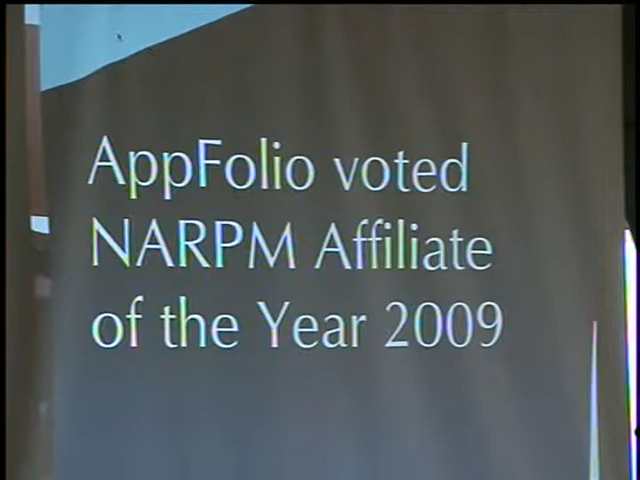 AppFolio voted
NARPM Affiliate
of the Year 2009